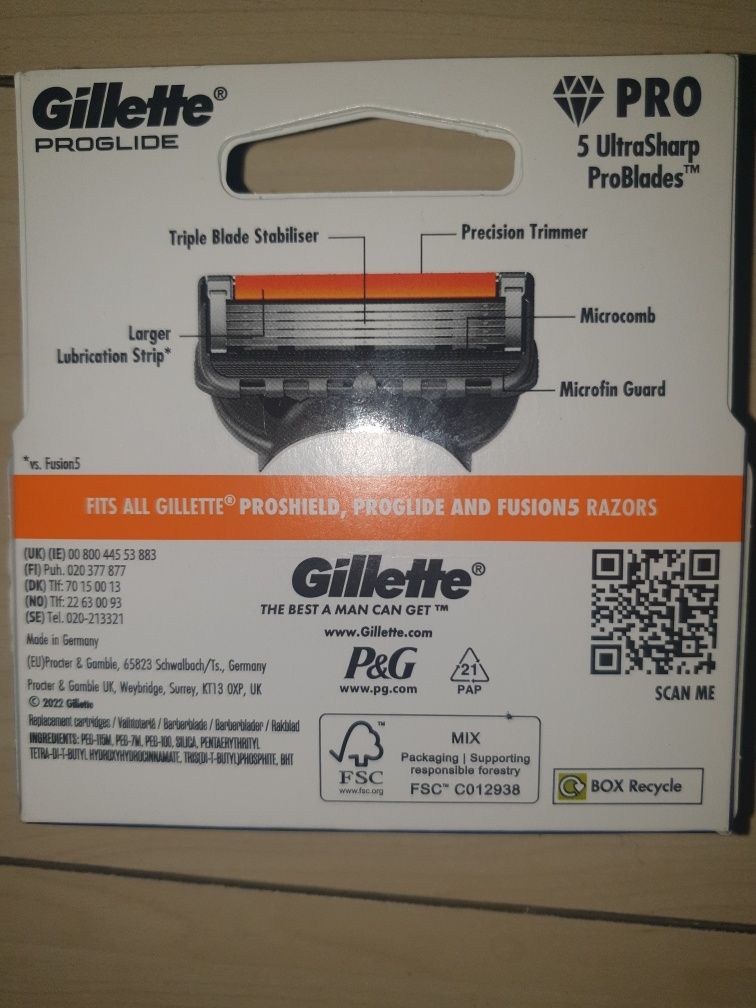 Gillette®
PROGLIDE
PRO
5 UltraSharp
ProBlades™
Triple Blade Stabiliser
Precision Trimmer
Larger
Lubrication Strip*
Microcomb
Microfin Guard
*vs. Fusion5
FITS ALL GILLETTE® PROSHIELD, PROGLIDE AND FUSION5 RAZORS
(UK) (IE) 00 800 445 53 883
(FI) Puh. 020 377 877
(DK) Tlf: 70 15 00 13
(NO) Tlf: 22 63 00 93
(SE) Tel. 020-213321
Made in Germany
(EU)Procter & Gamble, 65823 Schwalbach/Ts., Germany
Procter & Gamble UK, Weybridge, Surrey, KT13 0XP, UK
© 2022 Gillette
Replacement cartridges / Vaihtoteriä / Barberblade / Barberblader / Rakblad
INGREDIENTS: PEG-115M, PEG-7M, PEG-100, SILICA, PENTAERYTHRITYL
TETRA-DI-T-BUTYL HYDROXYHYDROCINNAMATE, TRIS(DI-T-BUTYL)PHOSPHITE, BHT
Gillette®
THE BEST A MAN CAN GET™
www.Gillette.com
P&G
www.pg.com
21
PAP
SCAN ME
FSC
™
www.fsc.org
MIX
Packaging | Supporting
responsible forestry
FSC™ C012938
BOX Recycle